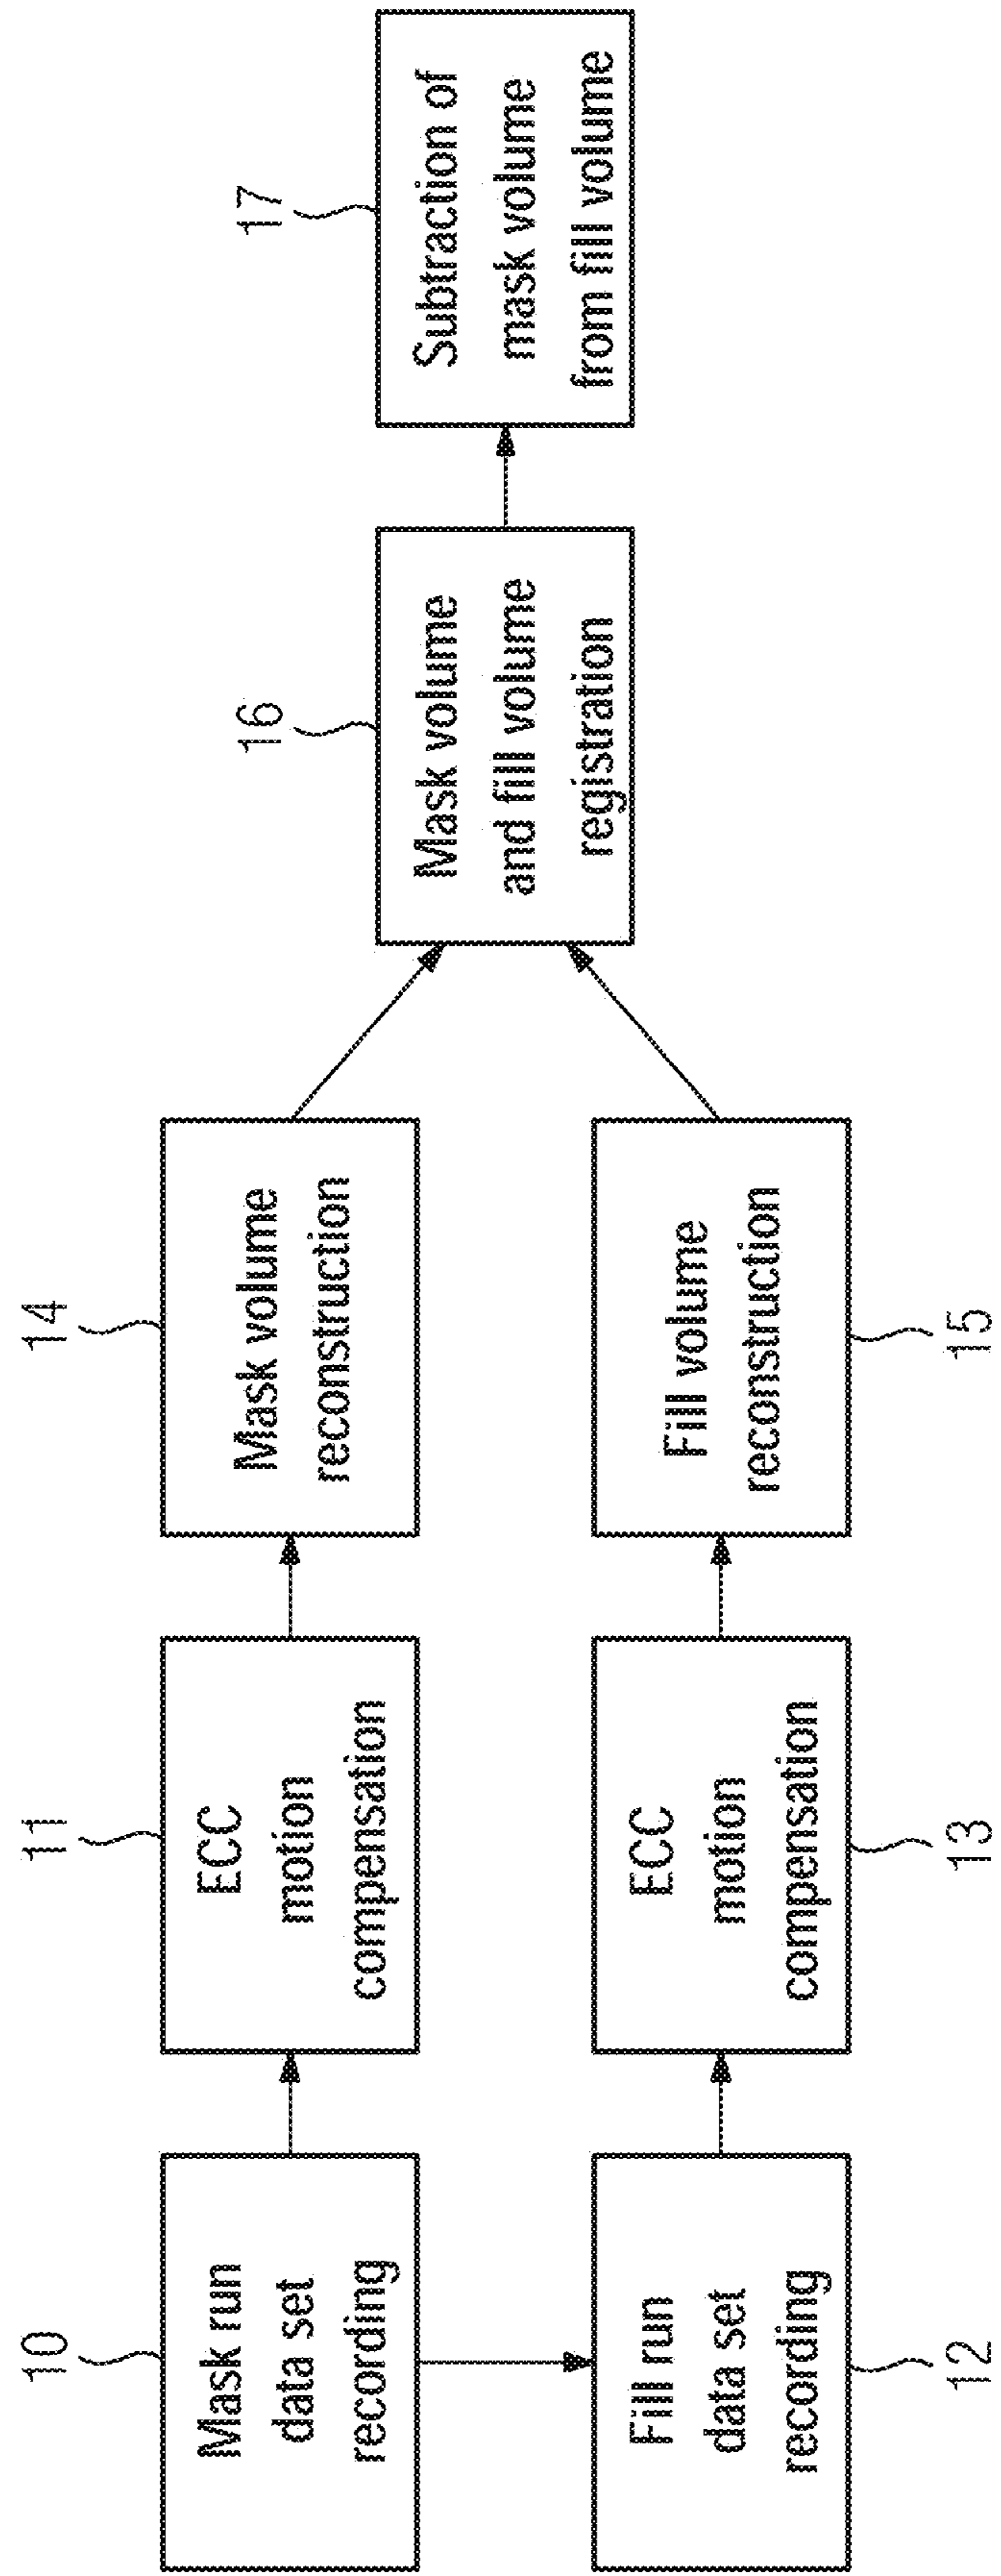 10
Mask run
data set
recording
11
ECC
motion
compensation
14
Mask volume
reconstruction
16
Mask volume
and fill volume
registration
17
Subtraction of
mask volume
from fill volume
Fill run
data set
recording
12
ECC
motion
compensation
13
Fill volume
reconstruction
15